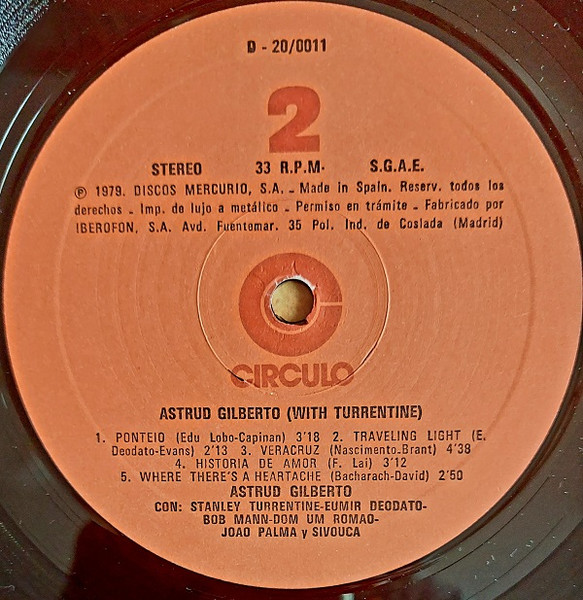 D - 20/0011
2
STEREO 33 R.P.M. S.G.A.E.
℗ 1979. DISCOS MERCURIO, S.A. - Made in Spain. Reserv. todos los
derechos - Imp. de lujo a metálico - Permiso en trámite - Fabricado por
IBEROFON, S.A. Avd. Fuentemar. 35 Pol. Ind. de Coslada (Madrid)
CIRCULO
ASTRUD GILBERTO (WITH TURRENTINE)
1. PONTEIO (Edu Lobo-Capinan) 3'18 2. TRAVELING LIGHT (E.
Deodato-Evans) 2'13 3. VERACRUZ (Nascimento.Brant) 4'38
4. HISTORIA DE AMOR (F. Lai) 3'12
5. WHERE THERE'S A HEARTACHE (Bacharach-David) 2'50
ASTRUD GILBERTO
CON: STANLEY TURRENTINE-EUMIR DEODATO-
BOB MANN-DOM UM ROMAO-
JOAO PALMA y SIVOUCA